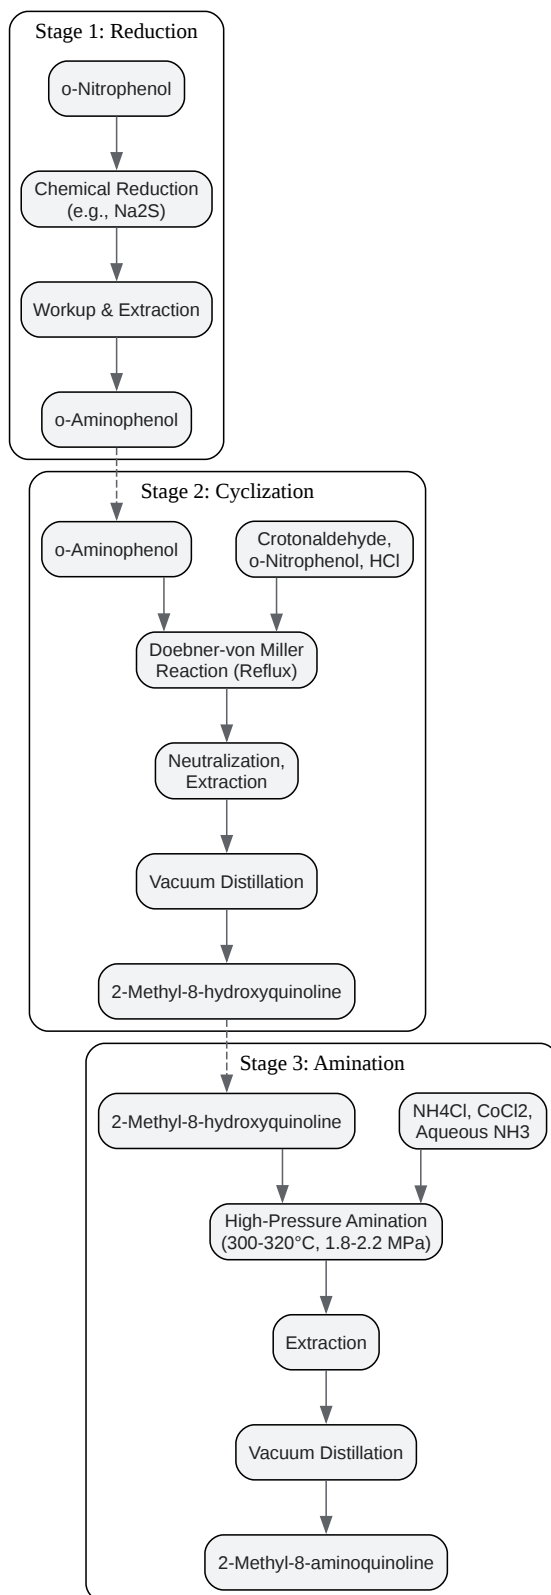 Stage 1: Reduction
o-Nitrophenol
Chemical Reduction
(e.g., Na2S)
Workup & Extraction
o-Aminophenol
Stage 2: Cyclization
o-Aminophenol
Crotonaldehyde,
o-Nitrophenol, HCl
Doebner-von Miller
Reaction (Reflux)
Neutralization,
Extraction
Vacuum Distillation
2-Methyl-8-hydroxyquinoline
Stage 3: Amination
2-Methyl-8-hydroxyquinoline
NH4Cl, CoCl2,
Aqueous NH3
High-Pressure Amination
(300-320°C, 1.8-2.2 MPa)
Extraction
Vacuum Distillation
2-Methyl-8-aminoquinoline